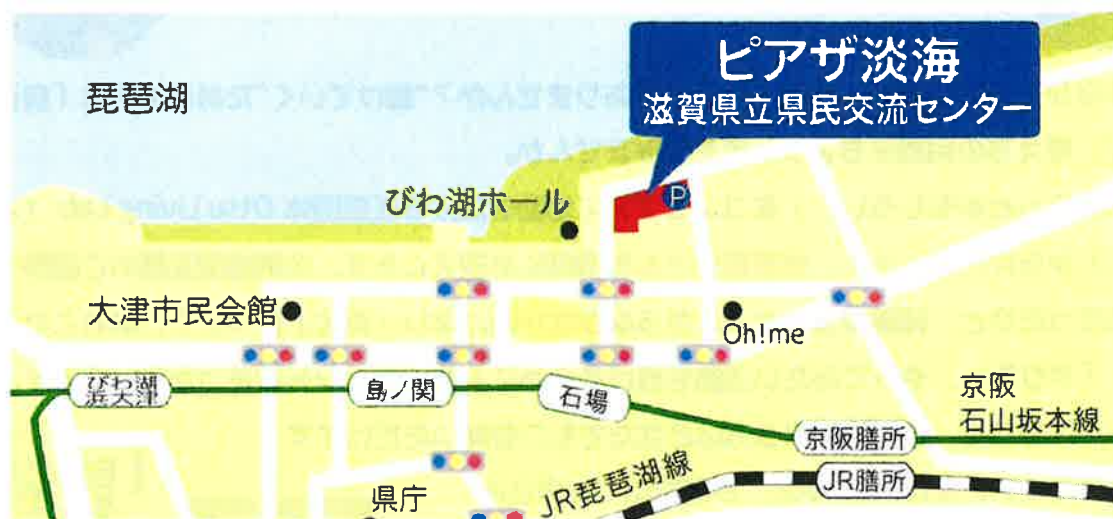 ピアザ淡海
滋賀県立県民交流センター
琵琶湖
P
びわ湖ホール
大津市民会館
Oh!me
びわ湖
浜大津
島ノ関
石場
京阪
石山坂本線
京阪膳所
JR膳所
JR琵琶湖線
県庁